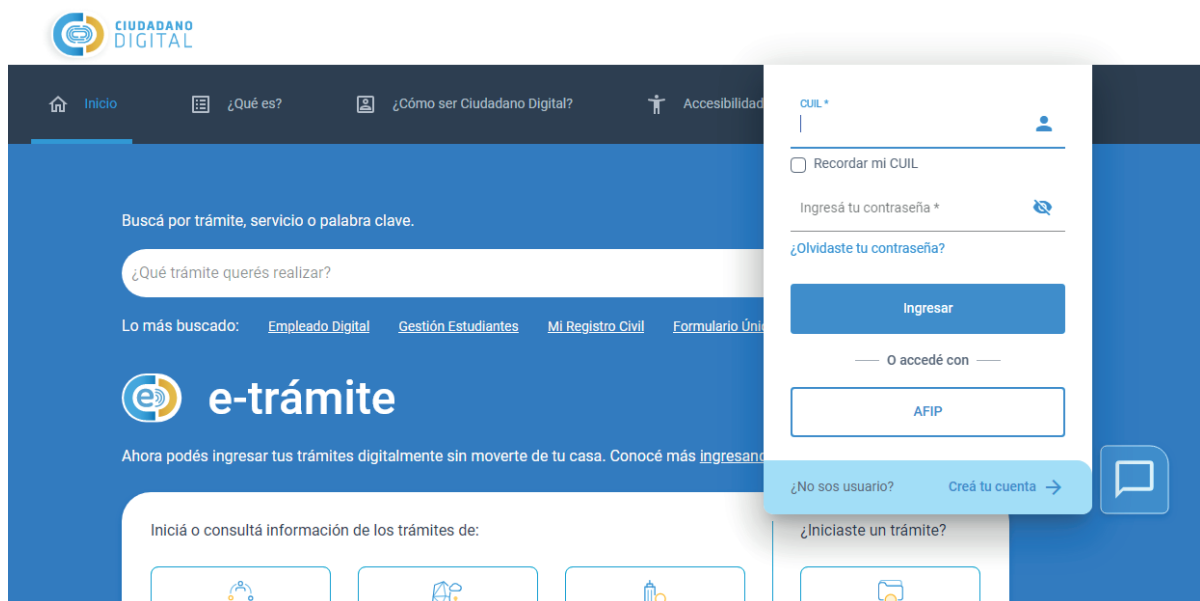 CIUDADANO
DIGITAL
Inicio
¿Qué es?
¿Cómo ser Ciudadano Digital?
Accesibilidad
CUIL *
Recordar mi CUIL
Ingresá tu contraseña *
¿Olvidaste tu contraseña?
Ingresar
O accedé con
AFIP
¿No sos usuario?
Creá tu cuenta
Buscá por trámite, servicio o palabra clave.
¿Qué trámite querés realizar?
Lo más buscado: Empleado Digital Gestión Estudiantes Mi Registro Civil Formulario
e-trámite
Ahora podés ingresar tus trámites digitalmente sin moverte de tu casa. Conocé más
Iniciá o consultá información de los trámites de:
¿Iniciaste un trámite?